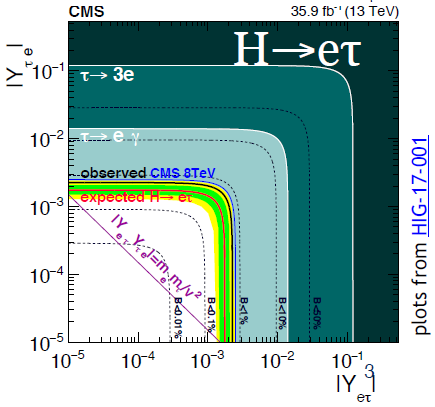 CMS
35.9 fb⁻¹ (13 TeV)
H→eτ
|Y_τe|
10⁻¹
τ→ 3e
10⁻²
τ→ e γ
observed CMS 8TeV
10⁻³
expected H→ eτ
|Y_eτ Y_τe|=m_e m_τ/v²
10⁻⁴
B<0.01%
B<0.1%
B<1%
B<10%
B<50%
10⁻⁵
10⁻⁵
10⁻⁴
10⁻³
10⁻²
10⁻¹
3
|Y_eτ|
plots from HIG-17-001